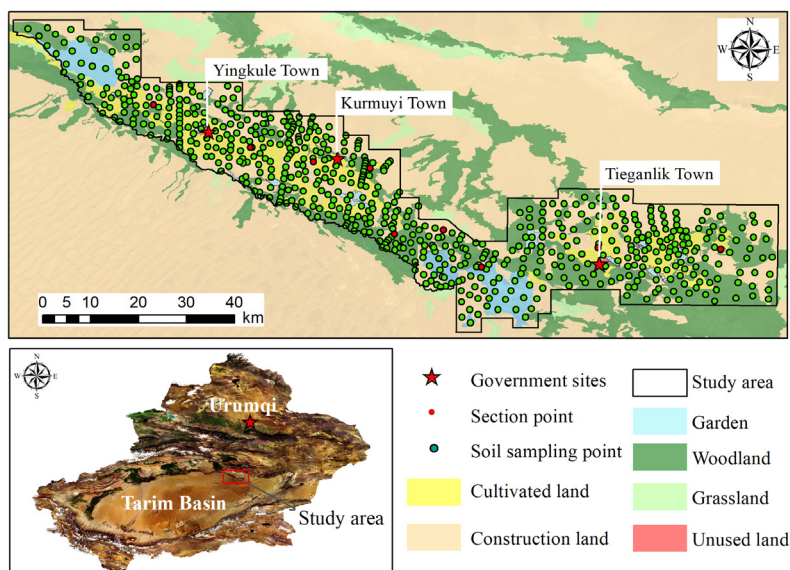 N
W E
S
Yingkule Town
Kurmuyi Town
Tieganlik Town
0 5 10 20 30 40
km
N
W E
S
Urumqi
Tarim Basin
Study area
Government sites
Section point
Soil sampling point
Cultivated land
Construction land
Study area
Garden
Woodland
Grassland
Unused land